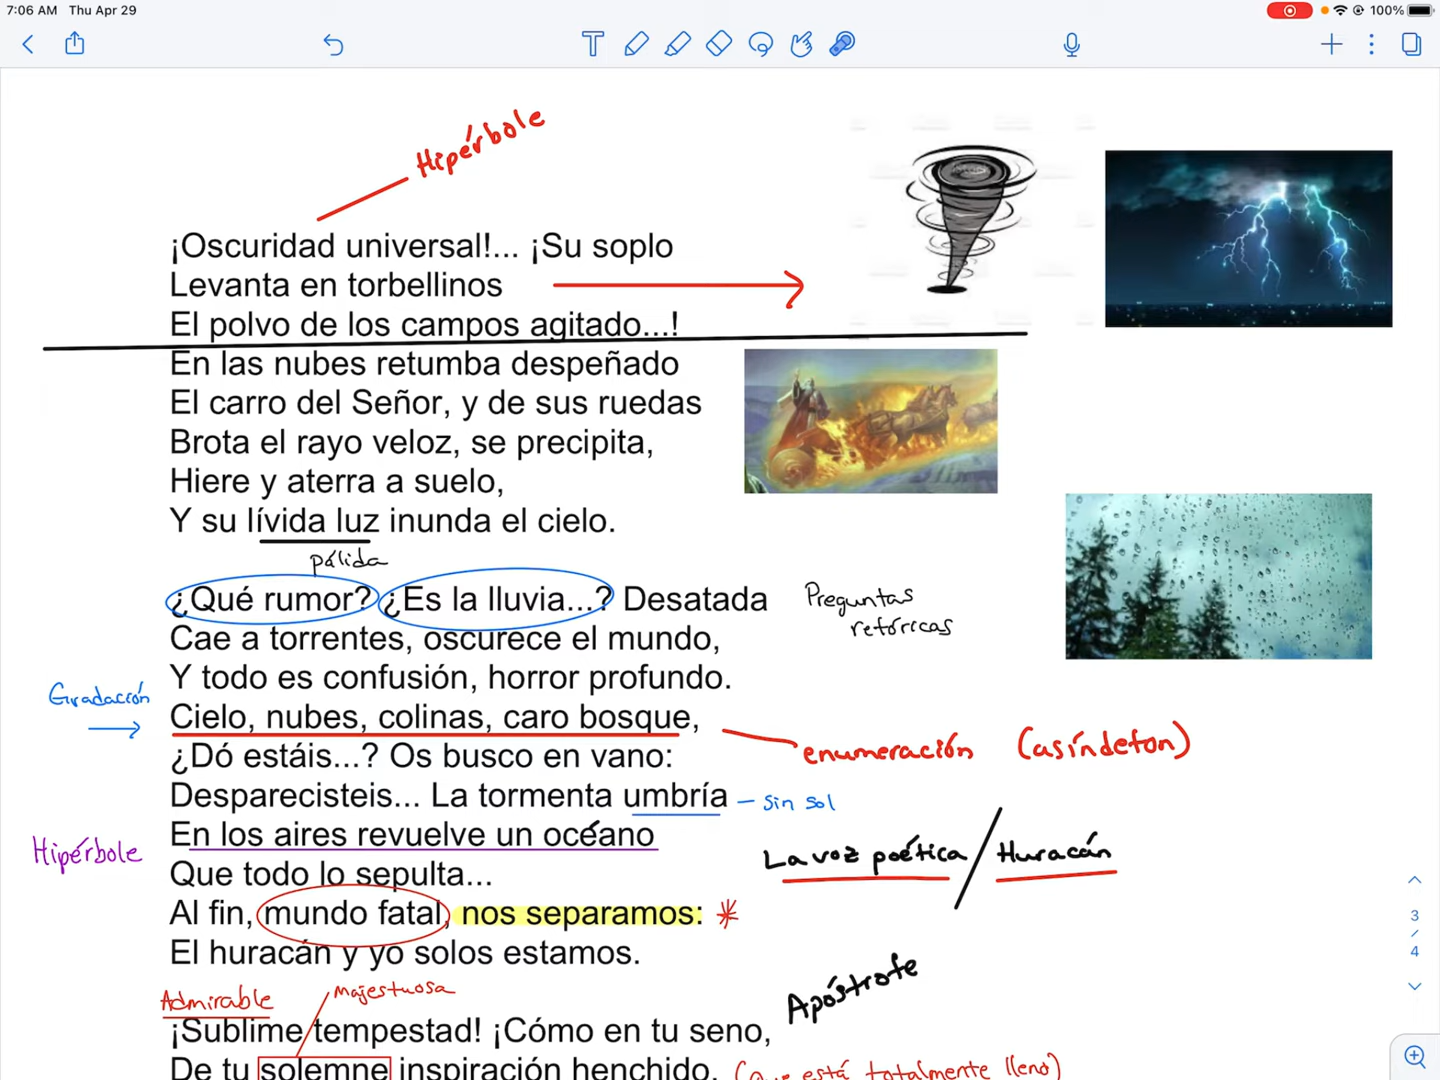 7:06 AM Thu Apr 29
100%
Hipérbole
¡Oscuridad universal!... ¡Su soplo
Levanta en torbellinos
El polvo de los campos agitado...!
En las nubes retumba despeñado
El carro del Señor, y de sus ruedas
Brota el rayo veloz, se precipita,
Hiere y aterra a suelo,
Y su lívida luz inunda el cielo.
pálida
¿Qué rumor? ¿Es la lluvia...? Desatada
Preguntas
retóricas
Cae a torrentes, oscurece el mundo,
Y todo es confusión, horror profundo.
Gradación
Cielo, nubes, colinas, caro bosque,
enumeración (asíndeton)
¿Dó estáis...? Os busco en vano:
Desparecisteis... La tormenta umbría
- sin sol
En los aires revuelve un océano
Hipérbole
La voz poética / Huracán
Que todo lo sepulta...
Al fin, mundo fatal, nos separamos: *
El huracán y yo solos estamos.
Admirable
majestuosa
Apóstrofe
¡Sublime tempestad! ¡Cómo en tu seno,
De tu solemne inspiración henchido,
(que está totalmente lleno)
3
/
4